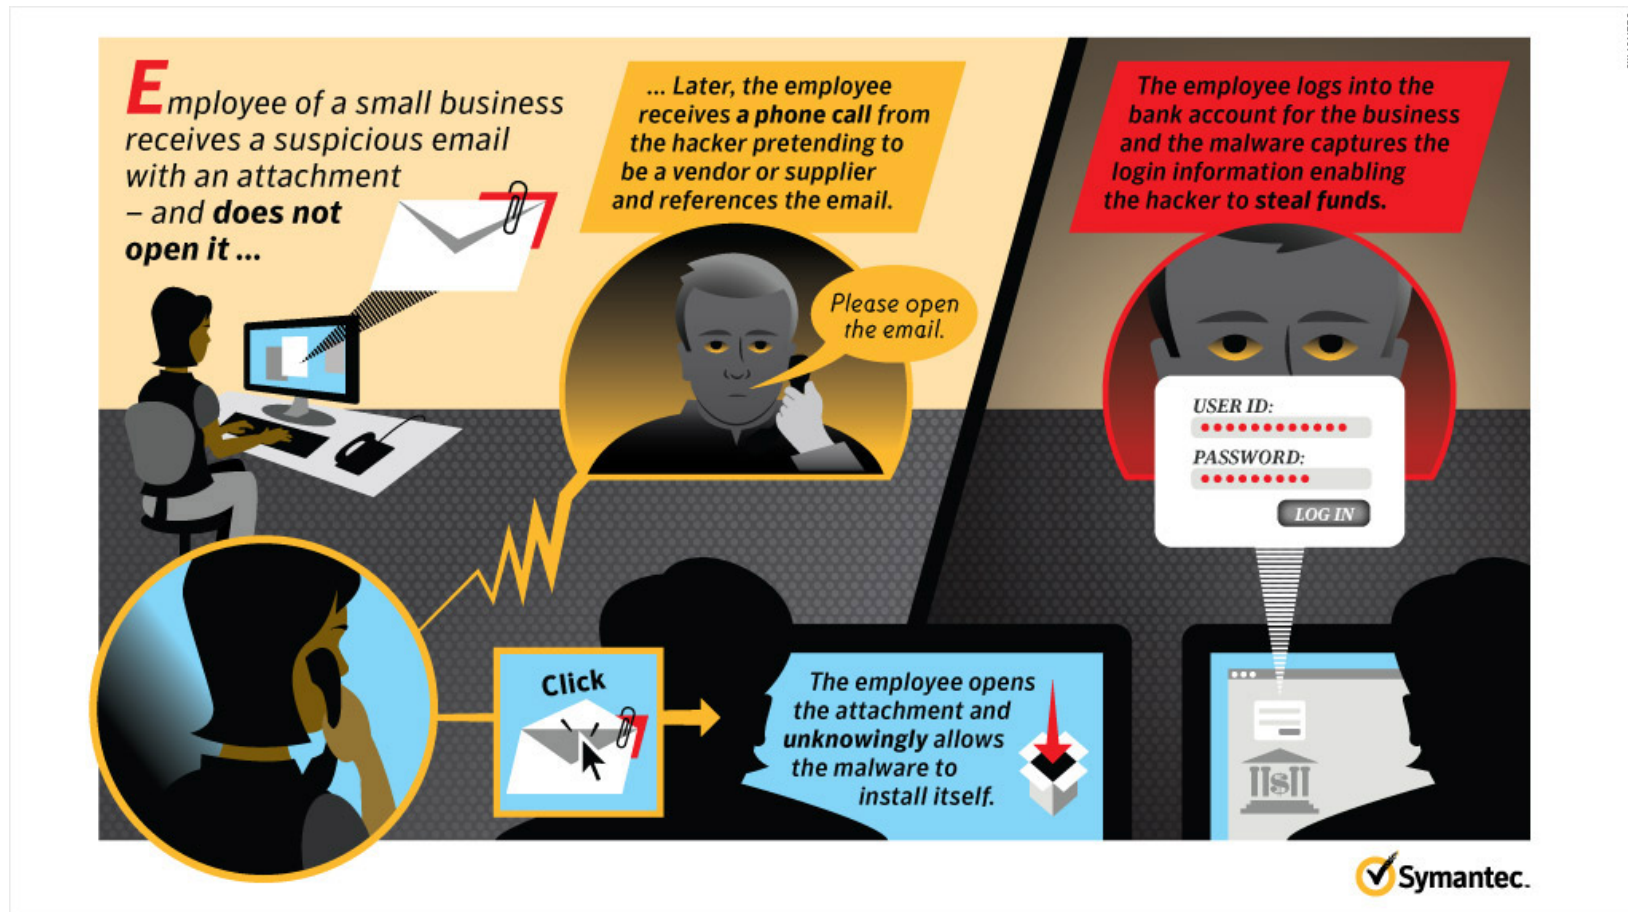 Employee of a small business
receives a suspicious email
with an attachment
– and does not
open it ...
... Later, the employee
receives a phone call from
the hacker pretending to
be a vendor or supplier
and references the email.
Please open
the email.
Click
The employee opens
the attachment and
unknowingly allows
the malware to
install itself.
The employee logs into the
bank account for the business
and the malware captures the
login information enabling
the hacker to steal funds.
USER ID:
PASSWORD:
LOG IN
$
Symantec.